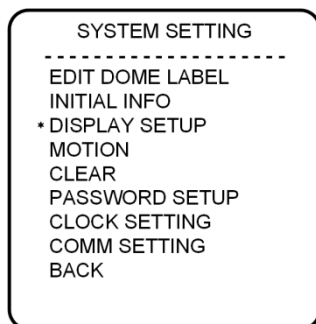 SYSTEM SETTING
- - - - - - - - - - - - - - - - - - - - - -
EDIT DOME LABEL
INITIAL INFO
* DISPLAY SETUP
MOTION
CLEAR
PASSWORD SETUP
CLOCK SETTING
COMM SETTING
BACK